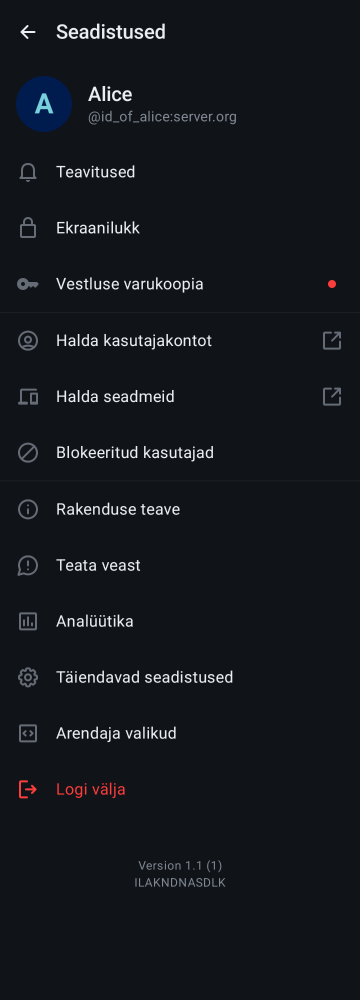 Seadistused
A
Alice
@id_of_alice:server.org
Teavitused
Ekraanilukk
Vestluse varukoopia
Halda kasutajakontot
Halda seadmeid
Blokeeritud kasutajad
Rakenduse teave
Teata veast
Analüütika
Täiendavad seadistused
Arendaja valikud
Logi välja
Version 1.1 (1)
ILAKNDNASDLK